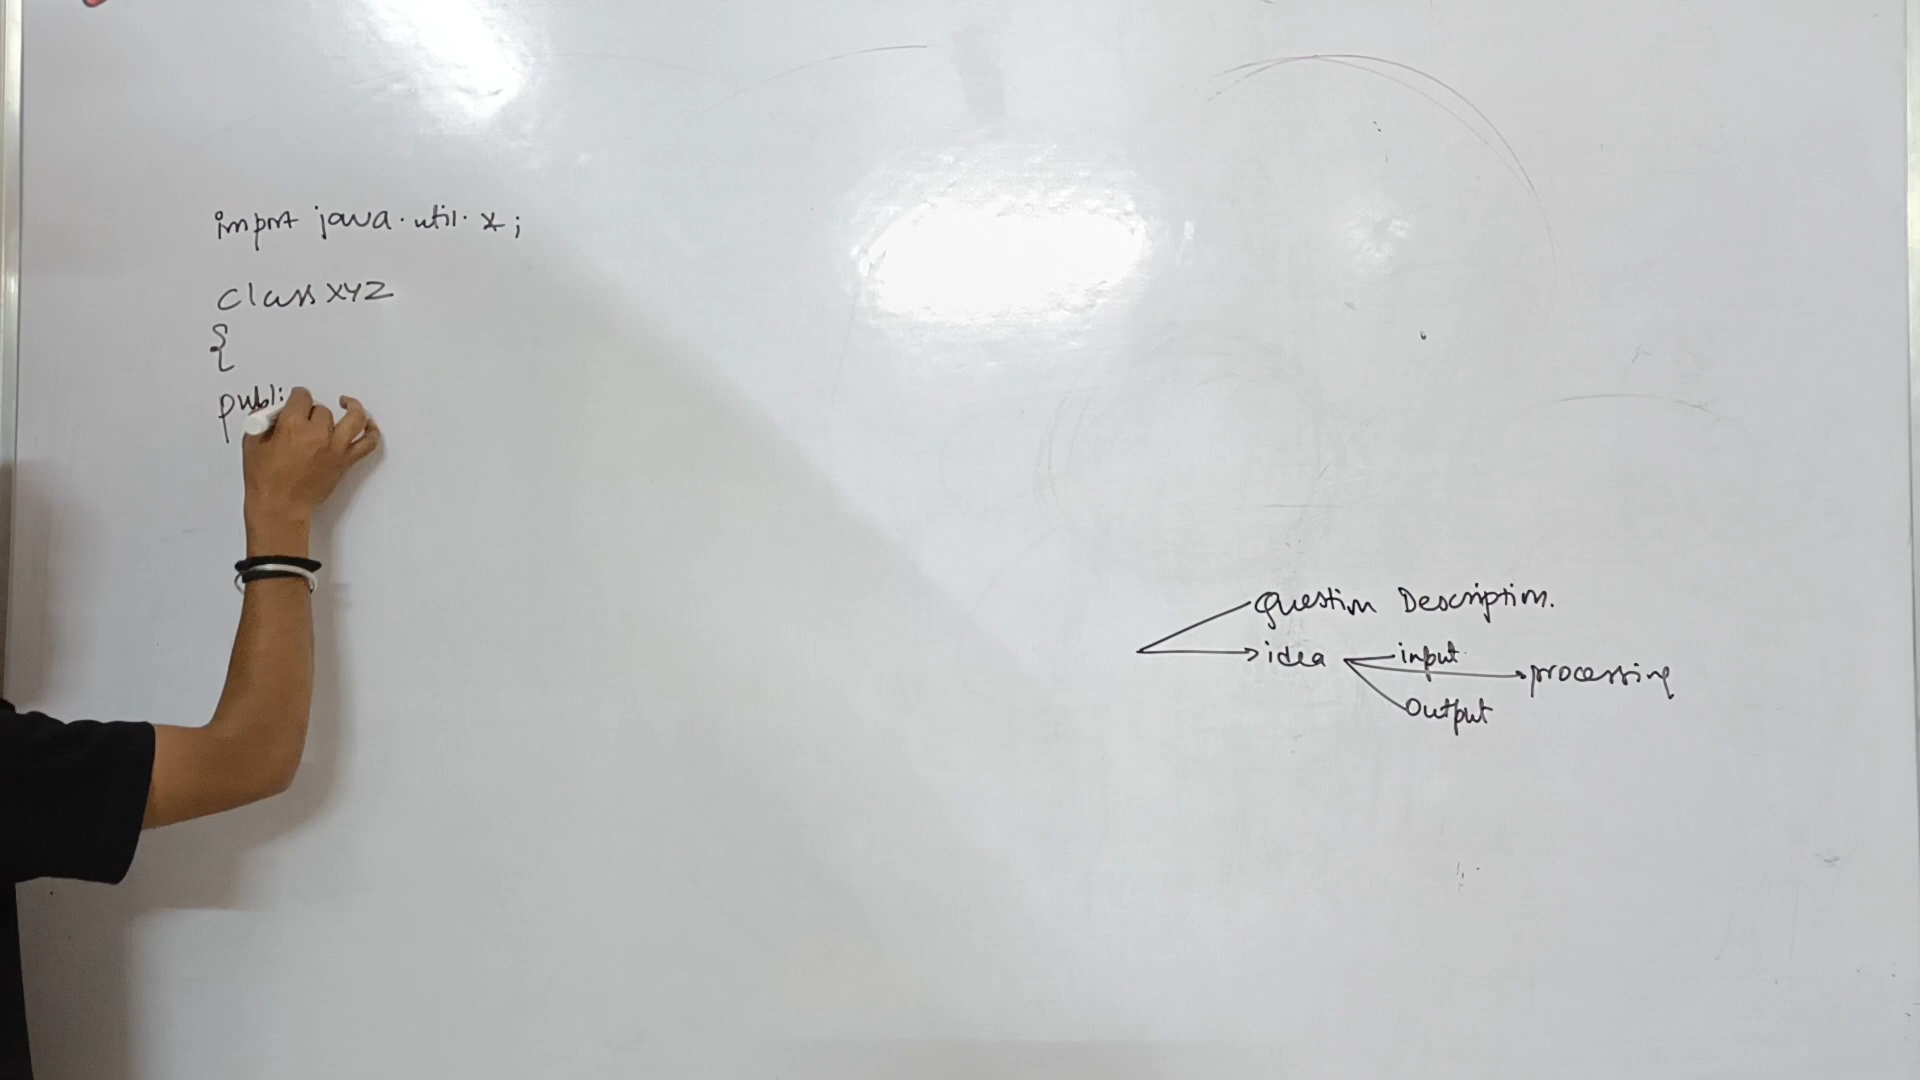 import java.util.*;
class XYZ
{
publi
Question Description.
idea
input
processing
Output